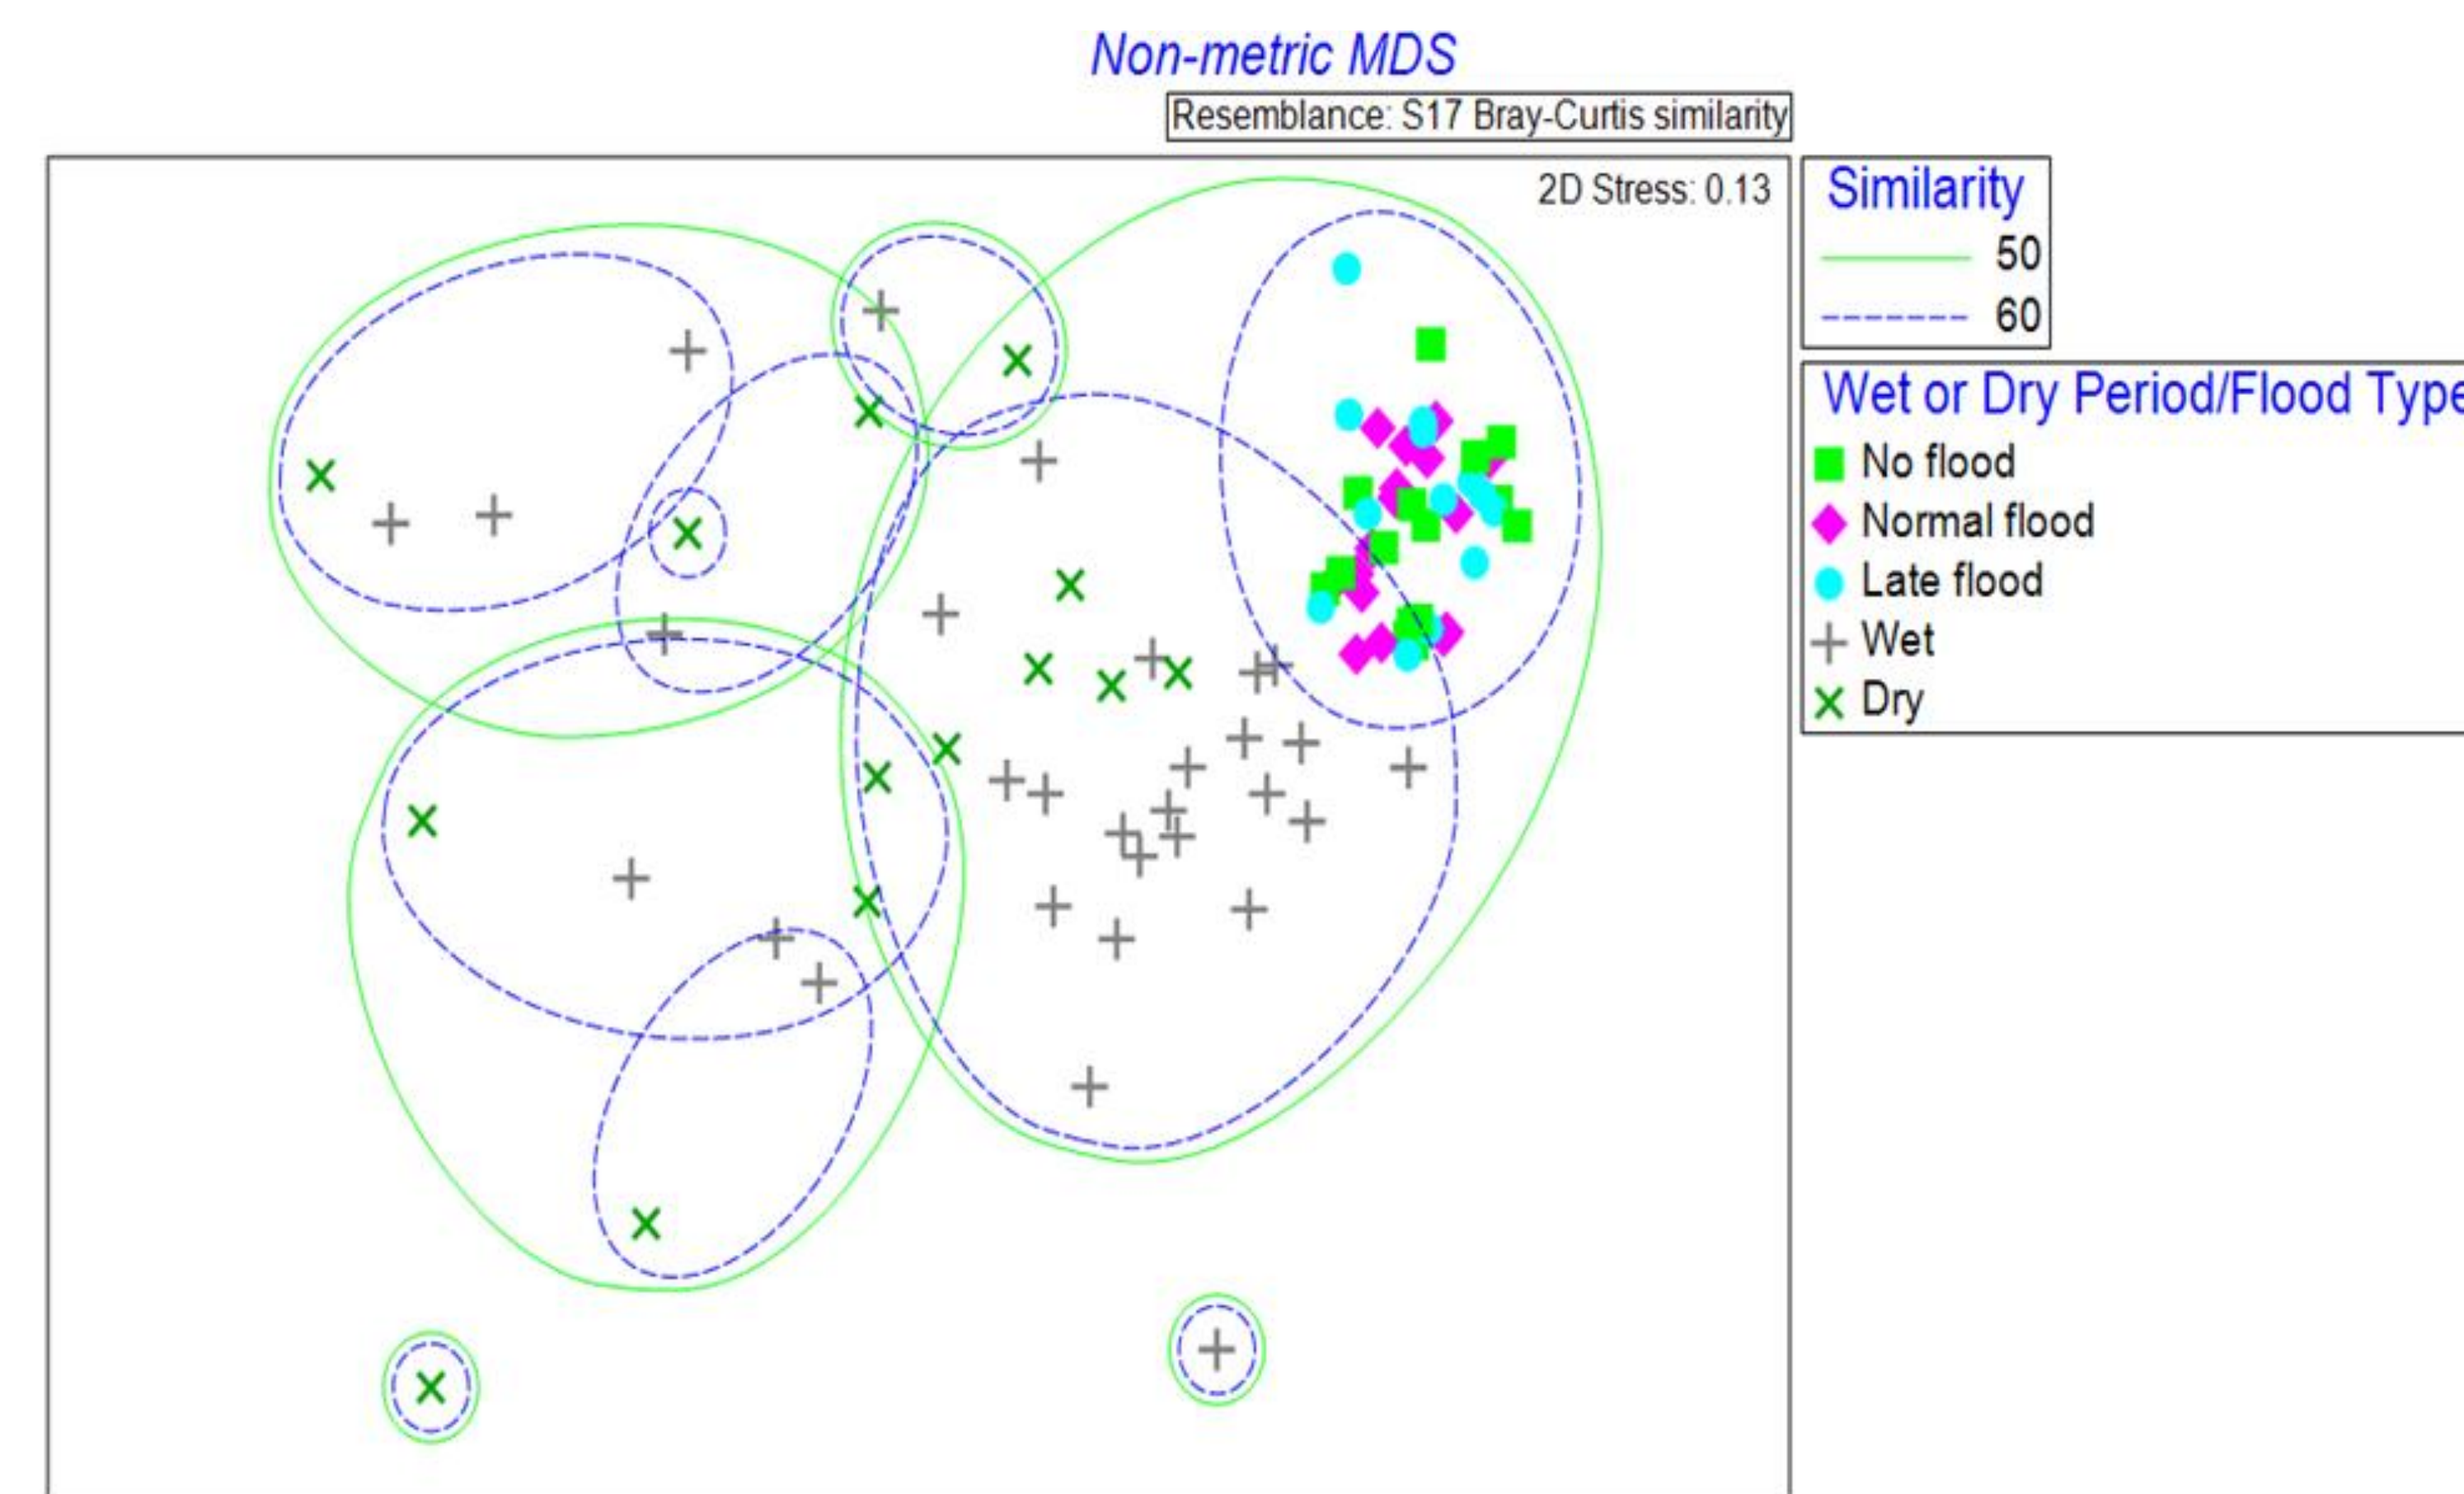 Non-metric MDS
Resemblance: S17 Bray-Curtis similarity
2D Stress: 0.13
Similarity
50
60
Wet or Dry Period/Flood Type
No flood
Normal flood
Late flood
Wet
Dry